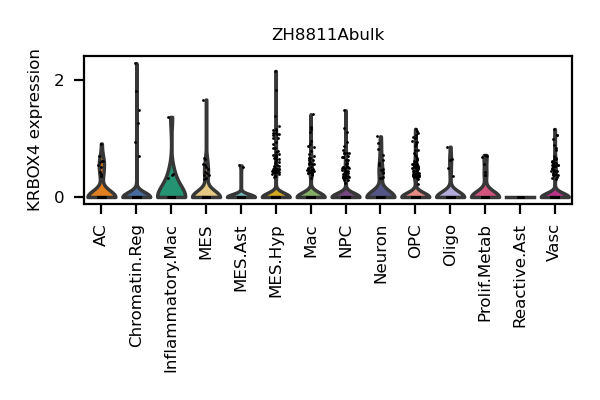 ZH8811Abulk
KRBOX4 expression
2
0
AC
Chromatin.Reg
Inflammatory.Mac
MES
MES.Ast
MES.Hyp
Mac
NPC
Neuron
OPC
Oligo
Prolif.Metab
Reactive.Ast
Vasc